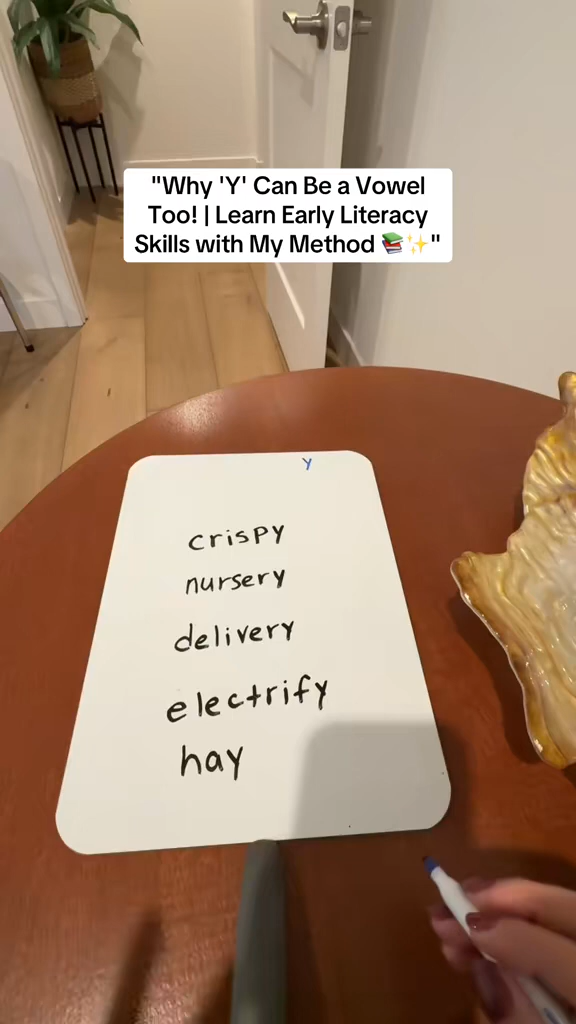 "Why 'Y' Can Be a Vowel
Too! | Learn Early Literacy
Skills with My Method 📚✨"
y
crispy
nursery
delivery
electrify
hay